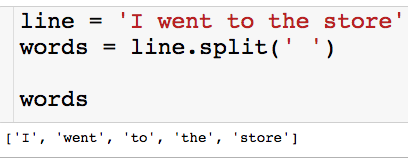 line = 'I went to the store'
words = line.split(' ')
words
['I', 'went', 'to', 'the', 'store']